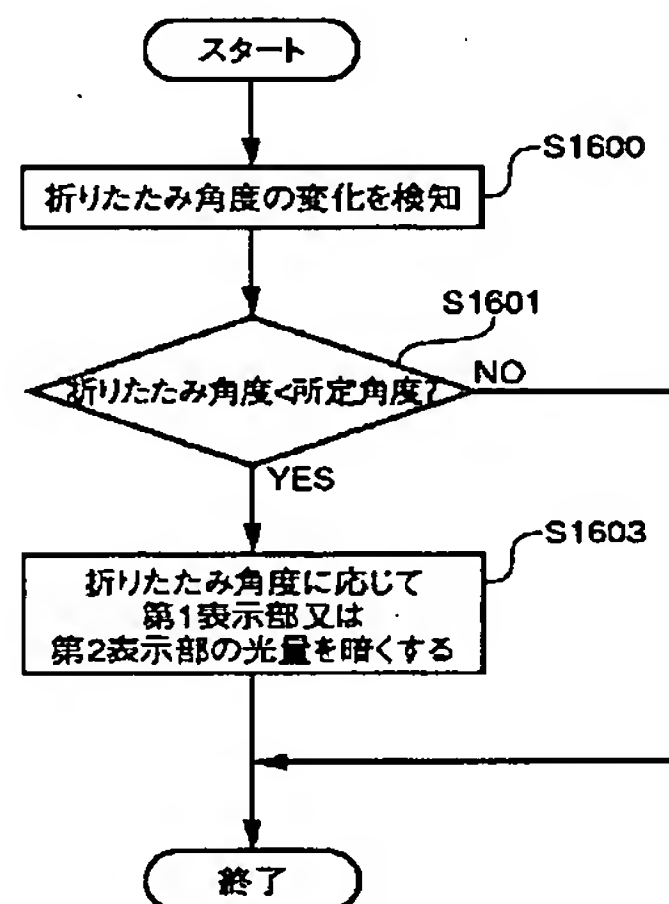 スタート
S1600
折りたたみ角度の変化を検知
S1601
折りたたみ角度<所定角度?
NO
YES
S1603
折りたたみ角度に応じて
第1表示部又は
第2表示部の光量を暗くする
終了